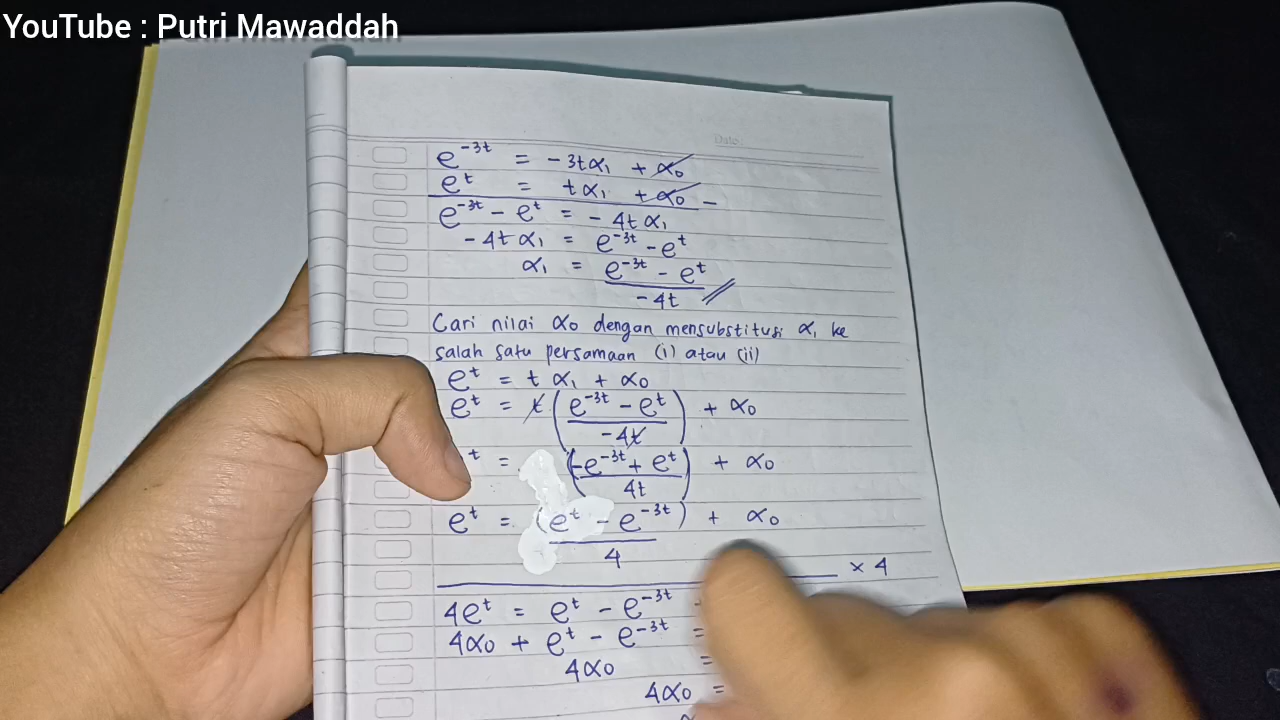 YouTube : Putri Mawaddah
Date
e^-3t = -3tα₁ + α₀
e^t = tα₁ + α₀ -
e^-3t - e^t = -4tα₁
-4tα₁ = e^-3t - e^t
α₁ = (e^-3t - e^t)/(-4t) //
Cari nilai α₀ dengan mensubstitusi α₁ ke
salah satu persamaan (i) atau (ii)
e^t = t α₁ + α₀
e^t = t ((e^-3t - e^t)/(-4t)) + α₀
t = ((-e^-3t + e^t)/(4t)) + α₀
e^t = (e^t - e^-3t)/4 + α₀
× 4
4e^t = e^t - e^-3t
4α₀ + e^t - e^-3t =
4α₀ =
4α₀ =